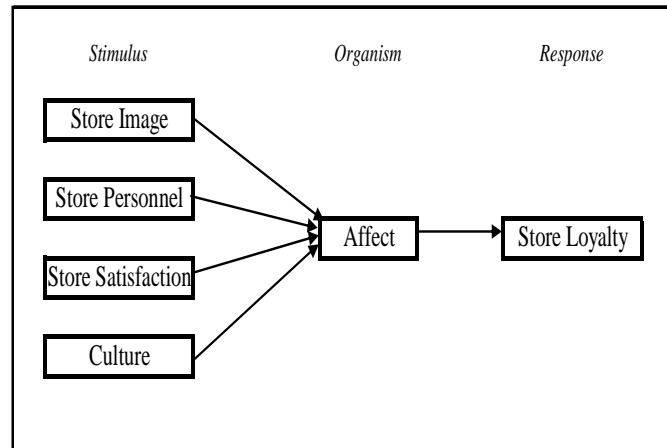 Stimulus Organism Response
Store Image
Store Personnel
Affect Store Loyalty
Store Satisfaction
Culture